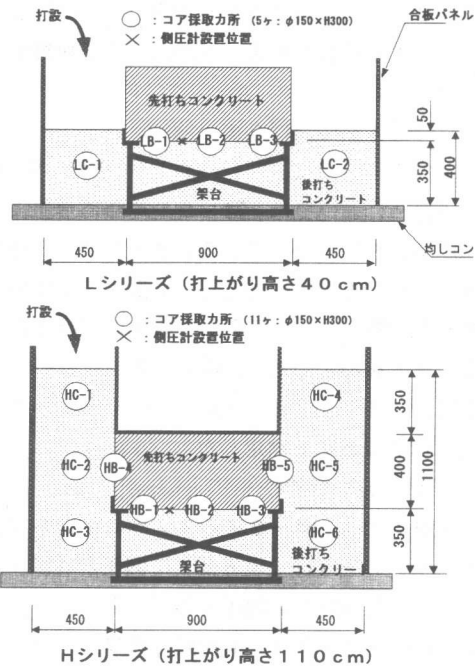 打設
○：コア採取カ所（5ヶ：φ150×H300）
×：側圧計設置位置
合板パネル
先打ちコンクリート
LB-1
LB-2
LB-3
LC-1
LC-2
架台
後打ち
コンクリート
50
350
400
均しコン
450
900
450
Lシリーズ（打上がり高さ40cm）
打設
○：コア採取カ所（11ヶ：φ150×H300）
×：側圧計設置位置
HC-1
HC-4
HC-2
HB-4
先打ちコンクリート
HB-5
HC-5
HB-1
HB-2
HB-3
HC-3
HC-6
架台
後打ち
コンクリー
350
400
350
1100
450
900
450
Hシリーズ（打上がり高さ110cm）